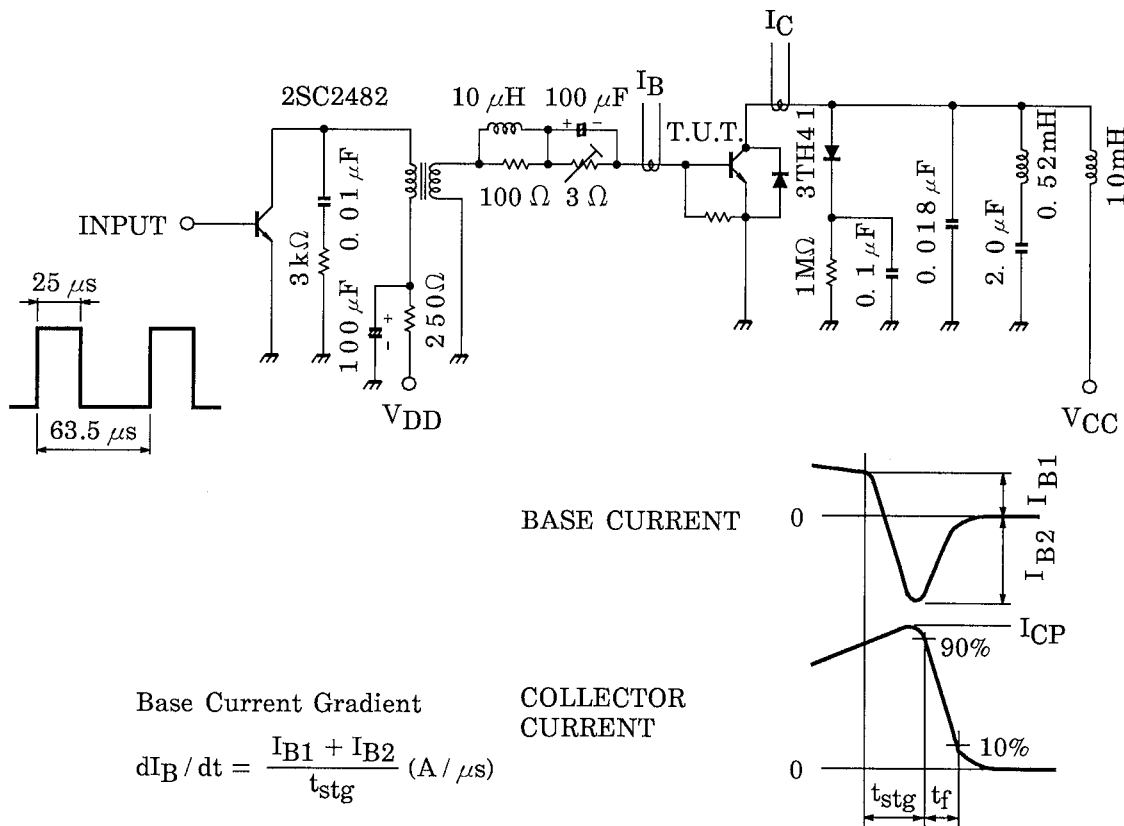 I_C
I_B
2SC2482
10 μH
100 μF
+ −
T.U.T.
3TH41
0.52mH
10mH
100 Ω
3 Ω
INPUT
3kΩ
0.01 μF
100 μF
+
-
250Ω
1MΩ
0.1 μF
0.018 μF
2.0 μF
25 μs
63.5 μs
V_DD
V_CC
BASE CURRENT
0
I_B1
I_B2
I_CP
90%
COLLECTOR
CURRENT
10%
0
t_stg
t_f
Base Current Gradient
dI_B / dt = (I_B1 + I_B2) / t_stg (A / μs)